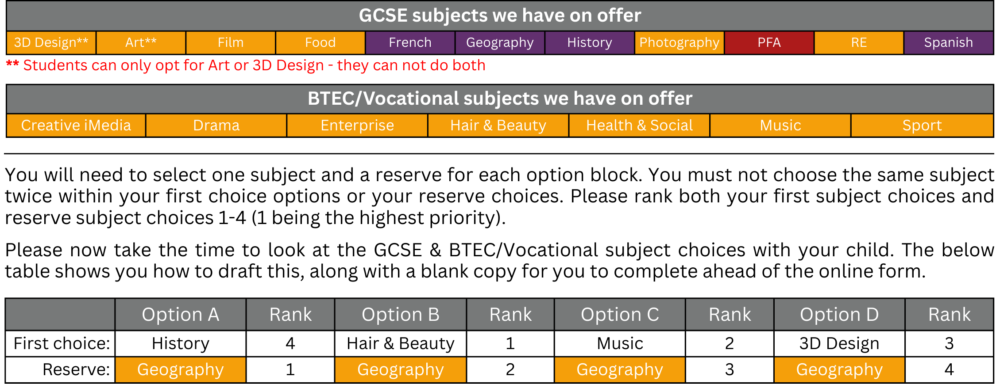 GCSE subjects we have on offer
3D Design** Art** Film Food French Geography History Photography PFA RE Spanish
** Students can only opt for Art or 3D Design - they can not do both
BTEC/Vocational subjects we have on offer
Creative iMedia Drama Enterprise Hair & Beauty Health & Social Music Sport
You will need to select one subject and a reserve for each option block. You must not choose the same subject
twice within your first choice options or your reserve choices. Please rank both your first subject choices and
reserve subject choices 1-4 (1 being the highest priority).
Please now take the time to look at the GCSE & BTEC/Vocational subject choices with your child. The below
table shows you how to draft this, along with a blank copy for you to complete ahead of the online form.
Option A Rank Option B Rank Option C Rank Option D Rank
First choice: History 4 Hair & Beauty 1 Music 2 3D Design 3
Reserve: Geography 1 Geography 2 Geography 3 Geography 4